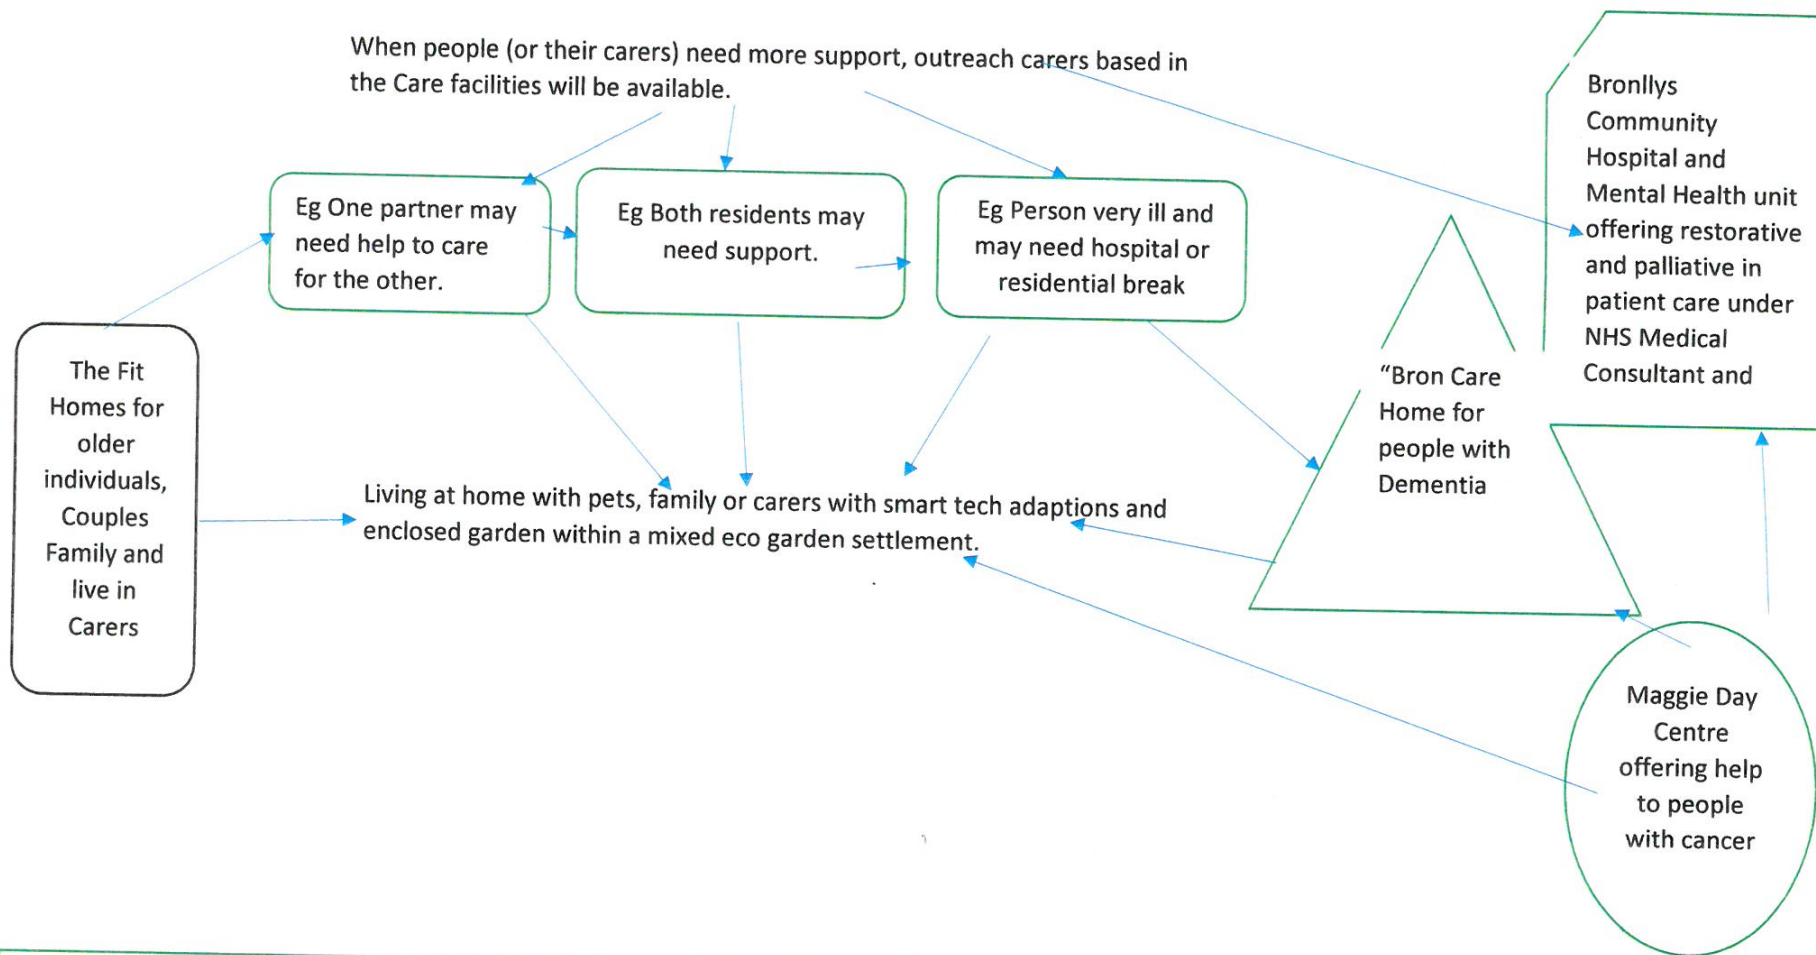 When people (or their carers) need more support, outreach carers based in
the Care facilities will be available.
Eg One partner may
need help to care
for the other.
Eg Both residents may
need support.
Eg Person very ill and
may need hospital or
residential break
Bronllys
Community
Hospital and
Mental Health unit
offering restorative
and palliative in
patient care under
NHS Medical
Consultant and
The Fit
Homes for
older
individuals,
Couples
Family and
live in
Carers
"Bron Care
Home for
people with
Dementia
Living at home with pets, family or carers with smart tech adaptions and
enclosed garden within a mixed eco garden settlement.
Maggie Day
Centre
offering help
to people
with cancer